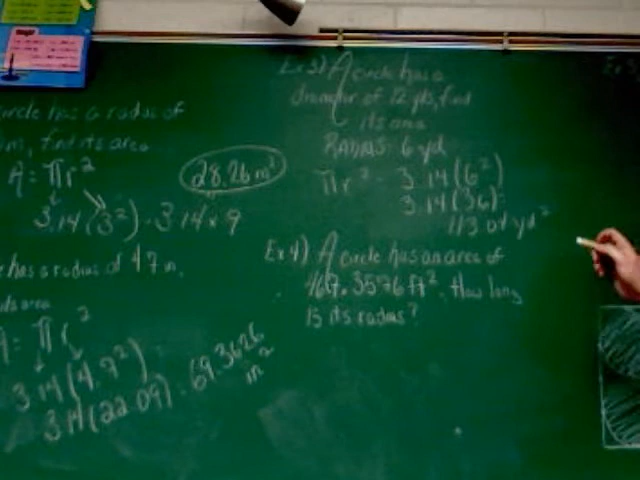 circle has a radius of
m, find its area
A = πr²
28.26 m²
3.14(3²) = 3.14 × 9
has a radius of 4.7 in,
its area
A = πr²
3.14(4.7²)
3.14(22.09) = 69.3626
in²
Ex 3) A circle has a
diameter of 12 yds, find
its area
RADIUS: 6 yd
πr² = 3.14(6²)
3.14(36)
113.04 yd²
Ex 4) A circle has an area of
ft². How long
is its radius?